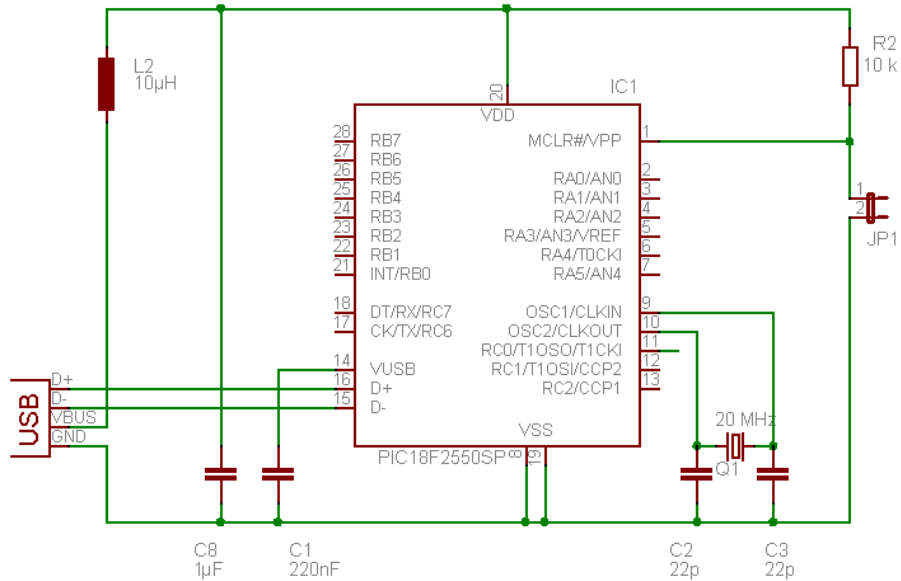 L2
10µH
R2
10 k
IC1
20
VDD
28 RB7
27 RB6
26 RB5
25 RB4
24 RB3
23 RB2
22 RB1
21 INT/RB0
18 DT/RX/RC7
17 CK/TX/RC6
14 VUSB
16 D+
15 D-
MCLR#/VPP 1
RA0/AN0 2
RA1/AN1 3
RA2/AN2 4
RA3/AN3/VREF 5
RA4/T0CKI 6
RA5/AN4 7
OSC1/CLKIN 9
OSC2/CLKOUT 10
RC0/T1OSO/T1CKI 11
RC1/T1OSI/CCP2 12
RC2/CCP1 13
VSS
PIC18F2550SP
8
19
1
2
JP1
USB
D+
D-
VBUS
GND
20 MHz
Q1
C8
1µF
C1
220nF
C2
22p
C3
22p